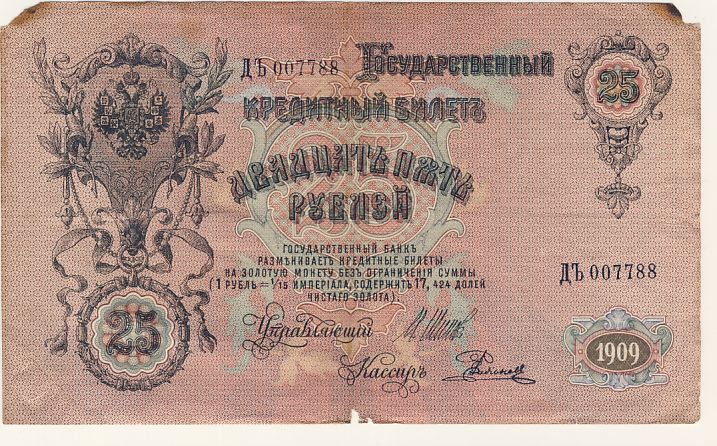 ДЪ 007788 ГОСУДАРСТВЕННЫЙ
КРЕДИТНЫЙ БИЛЕТЪ
25
ДВАДЦАТЬ ПЯТЬ
РУБЛЕЙ
25
ГОСУДАРСТВЕННЫЙ БАНКЪ
РАЗМѢНИВАЕТЪ КРЕДИТНЫЕ БИЛЕТЫ
НА ЗОЛОТУЮ МОНЕТУ БЕЗЪ ОГРАНИЧЕНІЯ СУММЫ
(1 РУБЛЬ = 1/15 ИМПЕРІАЛА, СОДЕРЖИТЪ 17,424 ДОЛЕЙ
ЧИСТАГО ЗОЛОТА).
ДЪ 007788
25
Управляющій
Кассиръ
1909